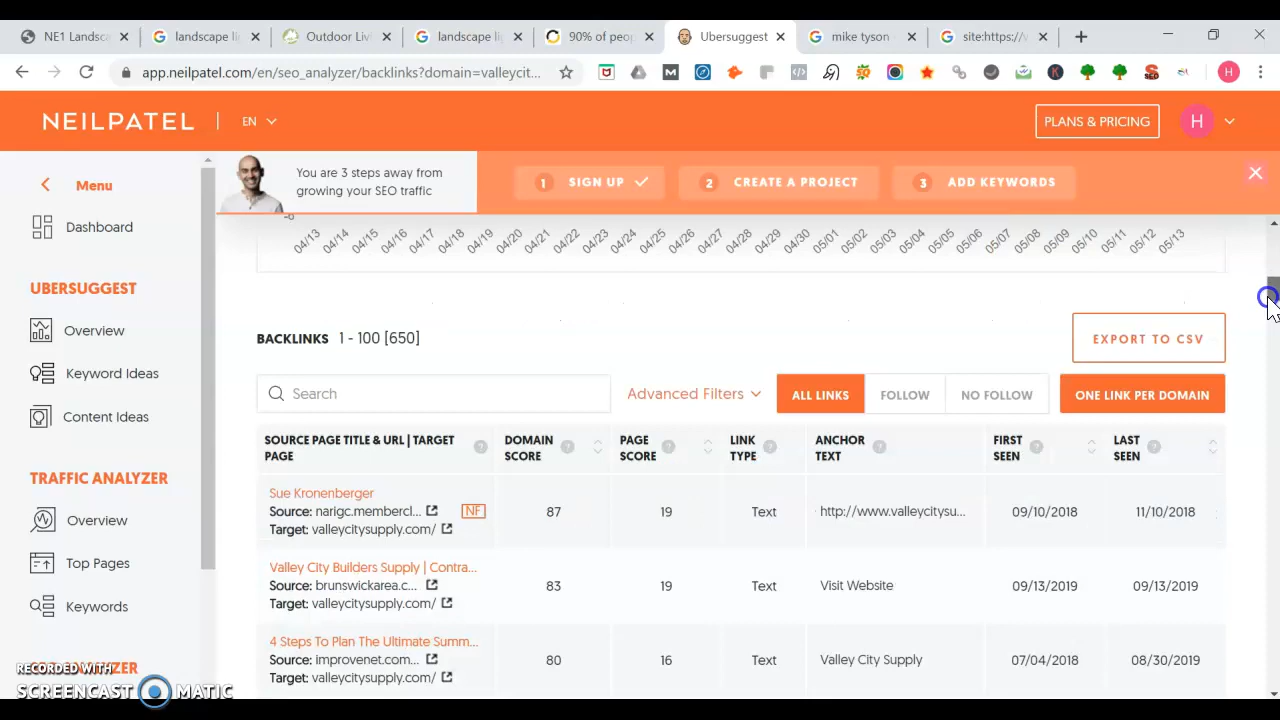 NE1 Landsca
landscape li
Outdoor Livi
landscape li
90% of peop
Ubersuggest
mike tyson
site:https://v
app.neilpatel.com/en/seo_analyzer/backlinks?domain=valleycit...
H
NEILPATEL
EN
PLANS & PRICING
H
Menu
You are 3 steps away from
growing your SEO traffic
1 SIGN UP
2 CREATE A PROJECT
3 ADD KEYWORDS
Dashboard
UBERSUGGEST
Overview
Keyword Ideas
Content Ideas
TRAFFIC ANALYZER
Overview
Top Pages
Keywords
-6
04/13 04/14 04/15 04/16 04/17 04/18 04/19 04/20 04/21 04/22 04/23 04/24 04/25 04/26 04/27 04/28 04/29 04/30 05/01 05/02 05/03 05/04 05/05 05/06 05/07 05/08 05/09 05/10 05/11 05/12 05/13
BACKLINKS 1 - 100 [650]
EXPORT TO CSV
Search
Advanced Filters
ALL LINKS
FOLLOW
NO FOLLOW
ONE LINK PER DOMAIN
SOURCE PAGE TITLE & URL | TARGET
PAGE
DOMAIN
SCORE
PAGE
SCORE
LINK
TYPE
ANCHOR
TEXT
FIRST
SEEN
LAST
SEEN
Sue Kronenberger
Source: narigc.membercl...
Target: valleycitysupply.com/
NF
87
19
Text
http://www.valleycitysu...
09/10/2018
11/10/2018
Valley City Builders Supply | Contra...
Source: brunswickarea.c...
Target: valleycitysupply.com/
83
19
Text
Visit Website
09/13/2019
09/13/2019
4 Steps To Plan The Ultimate Summ...
Source: improvenet.com...
Target: valleycitysupply.com/
80
16
Text
Valley City Supply
07/04/2018
08/30/2019
RECORDED WITH
SCREENCAST MATIC